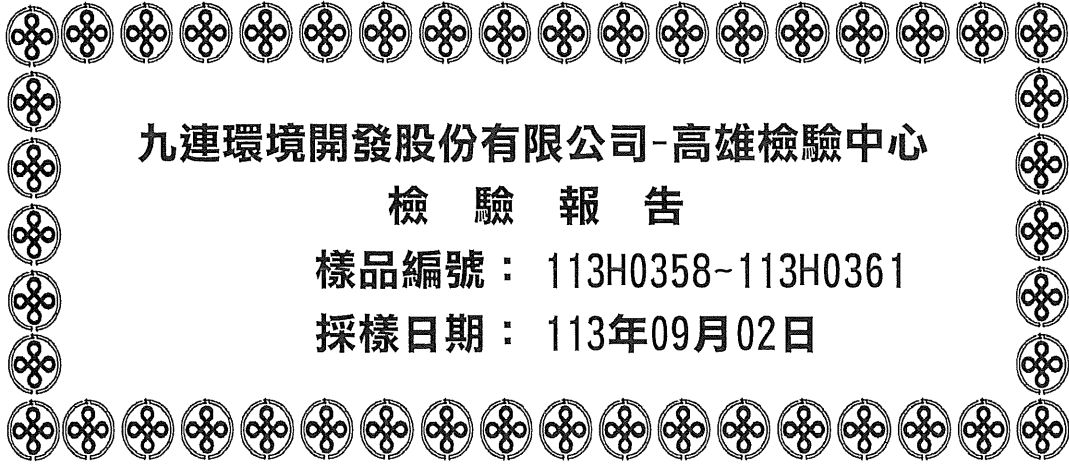 九連環境開發股份有限公司-高雄檢驗中心
檢 驗 報 告
樣品編號： 113H0358~113H0361
採樣日期： 113年09月02日